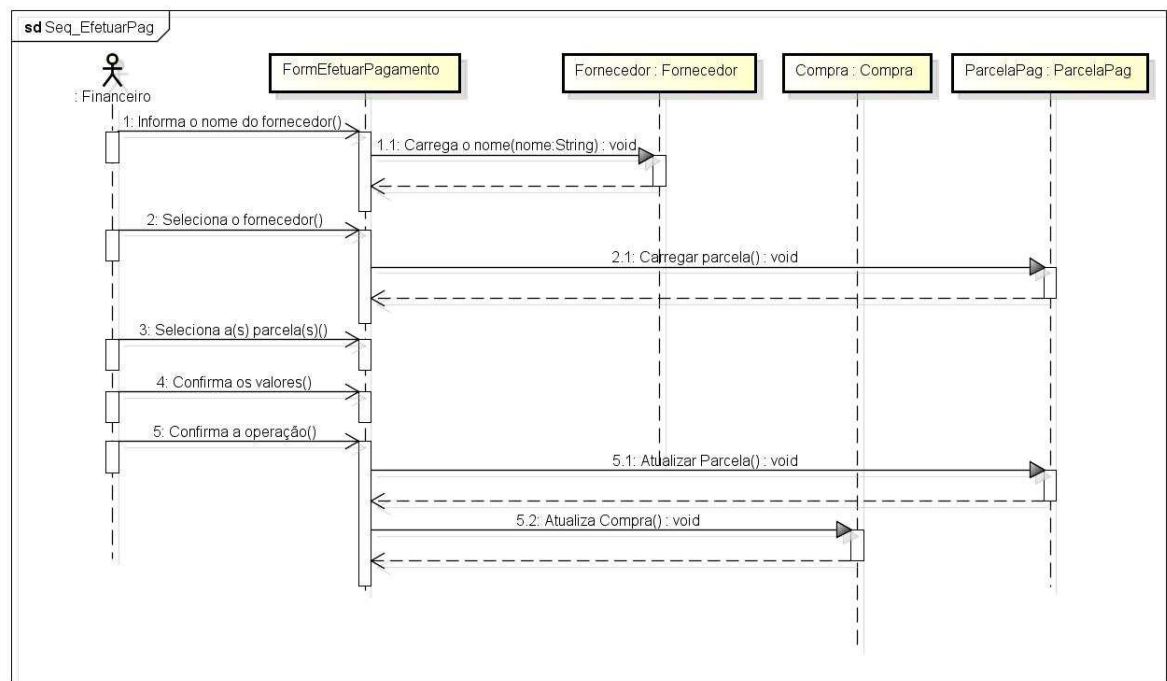 sd Seq_EfetuarPag
: Financeiro
FormEfetuarPagamento
Fornecedor : Fornecedor
Compra : Compra
ParcelaPag : ParcelaPag
1: Informa o nome do fornecedor()
1.1: Carrega o nome(nome:String) : void
2: Seleciona o fornecedor()
2.1: Carregar parcela() : void
3: Seleciona a(s) parcela(s)()
4: Confirma os valores()
5: Confirma a operação()
5.1: Atualizar Parcela() : void
5.2: Atualiza Compra() : void